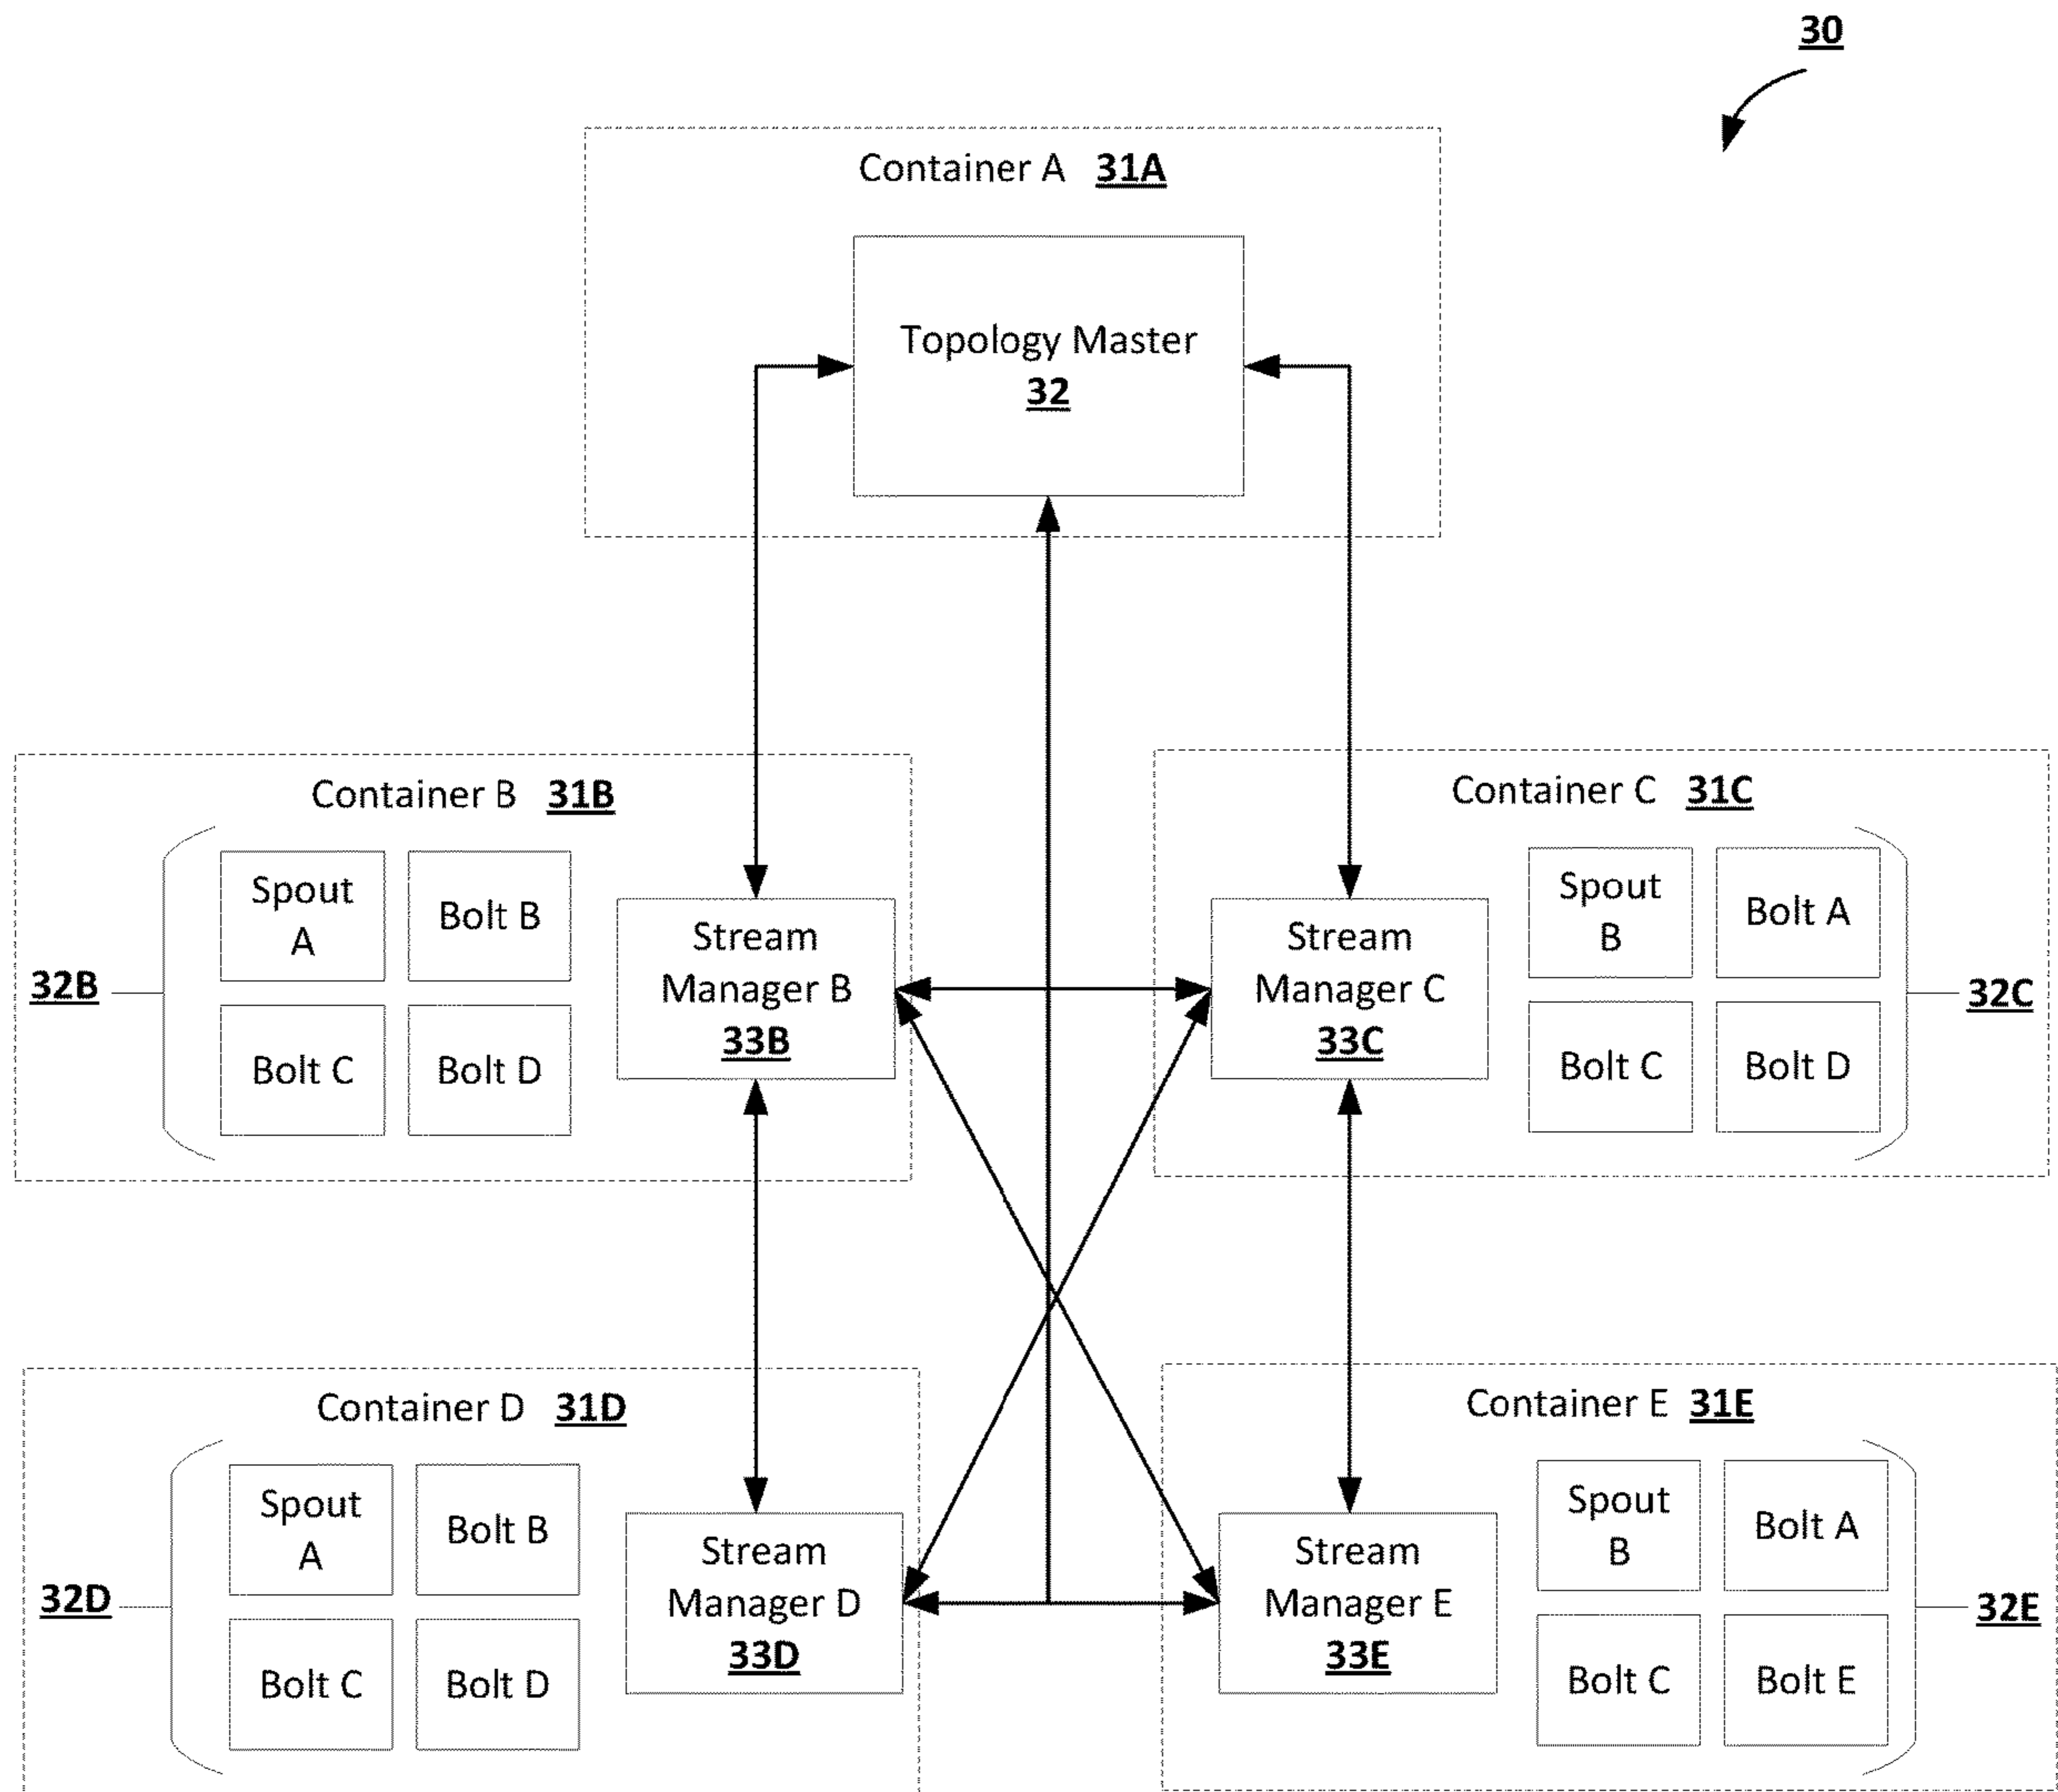 30
Container A 31A
Topology Master
32
Container B 31B
Spout
A
Bolt B
Bolt C
Bolt D
32B
Stream
Manager B
33B
Container C 31C
Stream
Manager C
33C
Spout
B
Bolt A
Bolt C
Bolt D
32C
Container D 31D
Spout
A
Bolt B
Bolt C
Bolt D
32D
Stream
Manager D
33D
Container E 31E
Stream
Manager E
33E
Spout
B
Bolt A
Bolt C
Bolt E
32E